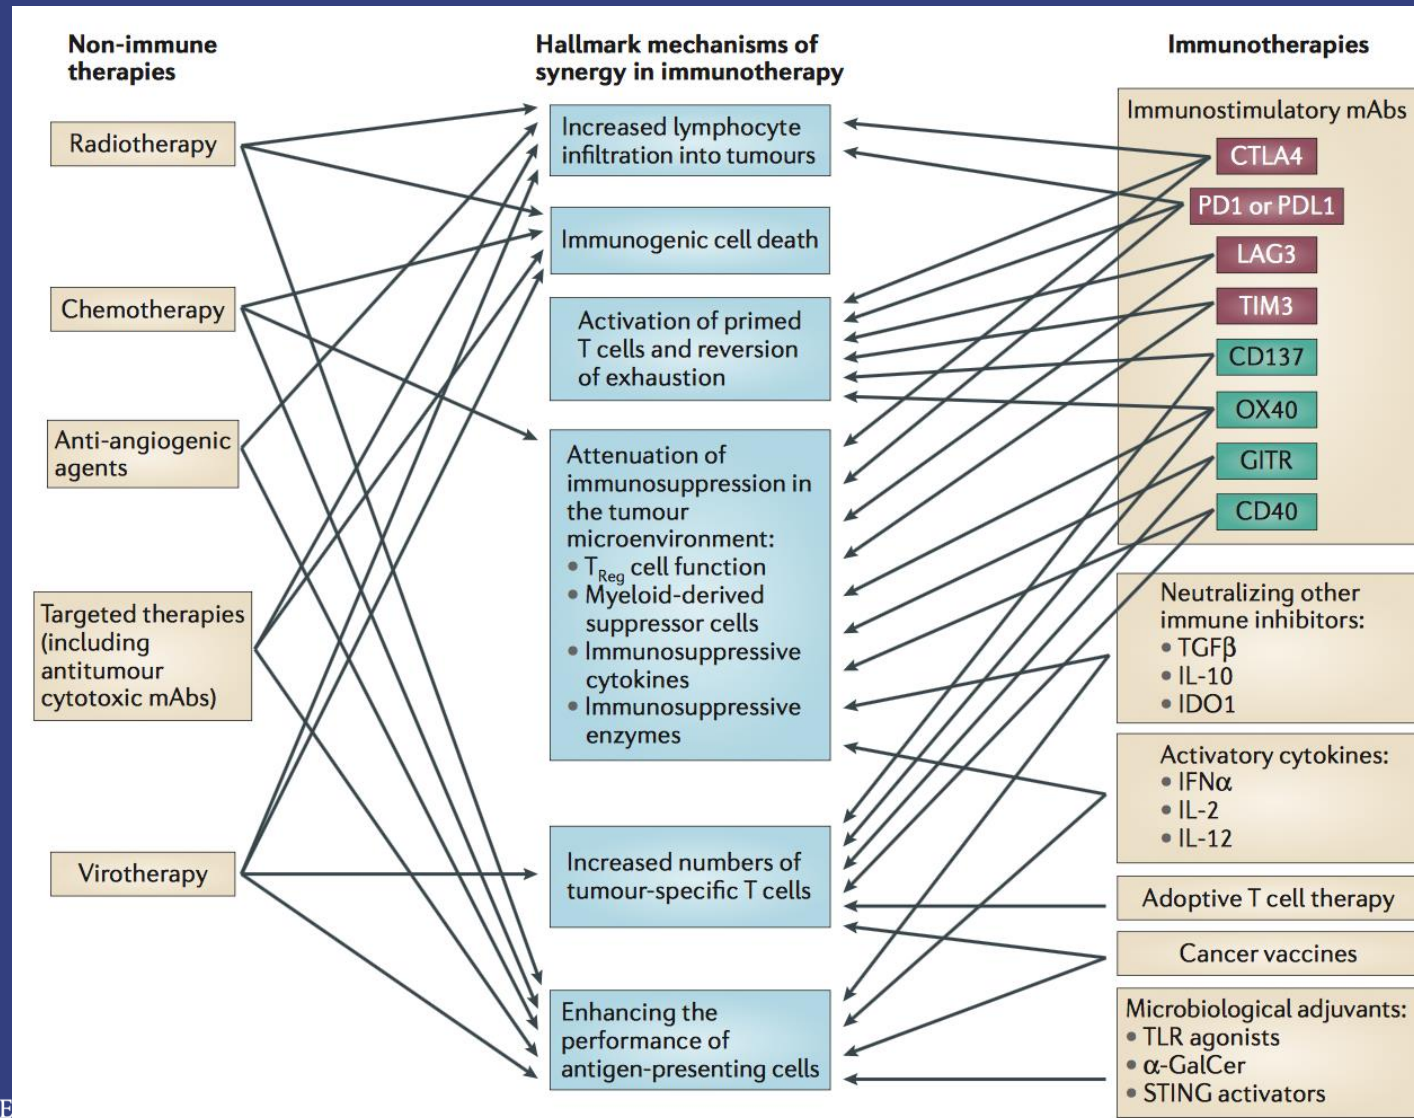 Non-immune
therapies
Hallmark mechanisms of
synergy in immunotherapy
Immunotherapies
Radiotherapy
Chemotherapy
Anti-angiogenic
agents
Targeted therapies
(including
antitumour
cytotoxic mAbs)
Virotherapy
Increased lymphocyte
infiltration into tumours
Immunogenic cell death
Activation of primed
T cells and reversion
of exhaustion
Attenuation of
immunosuppression in
the tumour
microenvironment:
• TReg cell function
• Myeloid-derived
suppressor cells
• Immunosuppressive
cytokines
• Immunosuppressive
enzymes
Increased numbers of
tumour-specific T cells
Enhancing the
performance of
antigen-presenting cells
Immunostimulatory mAbs
CTLA4
PD1 or PDL1
LAG3
TIM3
CD137
OX40
GITR
CD40
Neutralizing other
immune inhibitors:
• TGFβ
• IL-10
• IDO1
Activatory cytokines:
• IFNα
• IL-2
• IL-12
Adoptive T cell therapy
Cancer vaccines
Microbiological adjuvants:
• TLR agonists
• α-GalCer
• STING activators
E